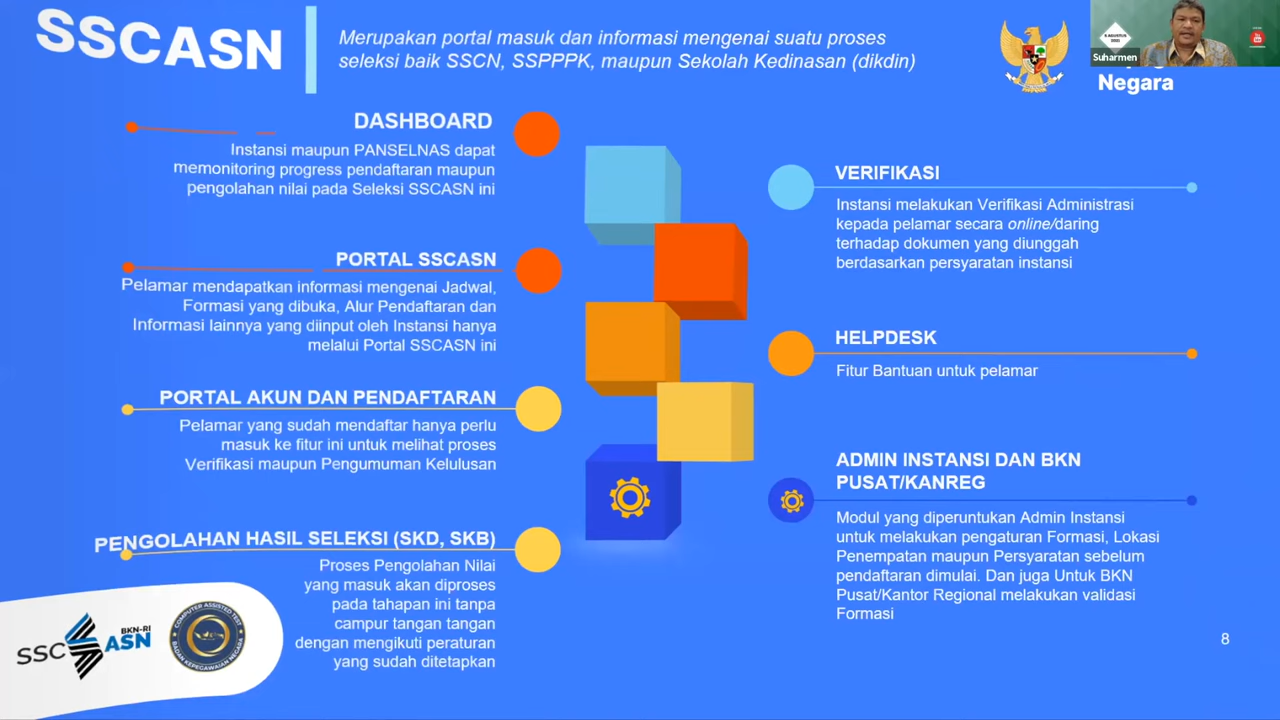 SSCASN
Merupakan portal masuk dan informasi mengenai suatu proses
seleksi baik SSCN, SSPPPK, maupun Sekolah Kedinasan (dikdin)
Negara
Suharmen
DASHBOARD
Instansi maupun PANSELNAS dapat
memonitoring progress pendaftaran maupun
pengolahan nilai pada Seleksi SSCASN ini
PORTAL SSCASN
Pelamar mendapatkan informasi mengenai Jadwal,
Formasi yang dibuka, Alur Pendaftaran dan
Informasi lainnya yang diinput oleh Instansi hanya
melalui Portal SSCASN ini
PORTAL AKUN DAN PENDAFTARAN
Pelamar yang sudah mendaftar hanya perlu
masuk ke fitur ini untuk melihat proses
Verifikasi maupun Pengumuman Kelulusan
PENGOLAHAN HASIL SELEKSI (SKD, SKB)
Proses Pengolahan Nilai
yang masuk akan diproses
pada tahapan ini tanpa
campur tangan tangan
dengan mengikuti peraturan
yang sudah ditetapkan
VERIFIKASI
Instansi melakukan Verifikasi Administrasi
kepada pelamar secara online/daring
terhadap dokumen yang diunggah
berdasarkan persyaratan instansi
HELPDESK
Fitur Bantuan untuk pelamar
ADMIN INSTANSI DAN BKN
PUSAT/KANREG
Modul yang diperuntukan Admin Instansi
untuk melakukan pengaturan Formasi, Lokasi
Penempatan maupun Persyaratan sebelum
pendaftaran dimulai. Dan juga Untuk BKN
Pusat/Kantor Regional melakukan validasi
Formasi
8
BKN-RI
SSC ASN
COMPUTER ASSISTED TEST
BADAN KEPEGAWAIAN NEGARA